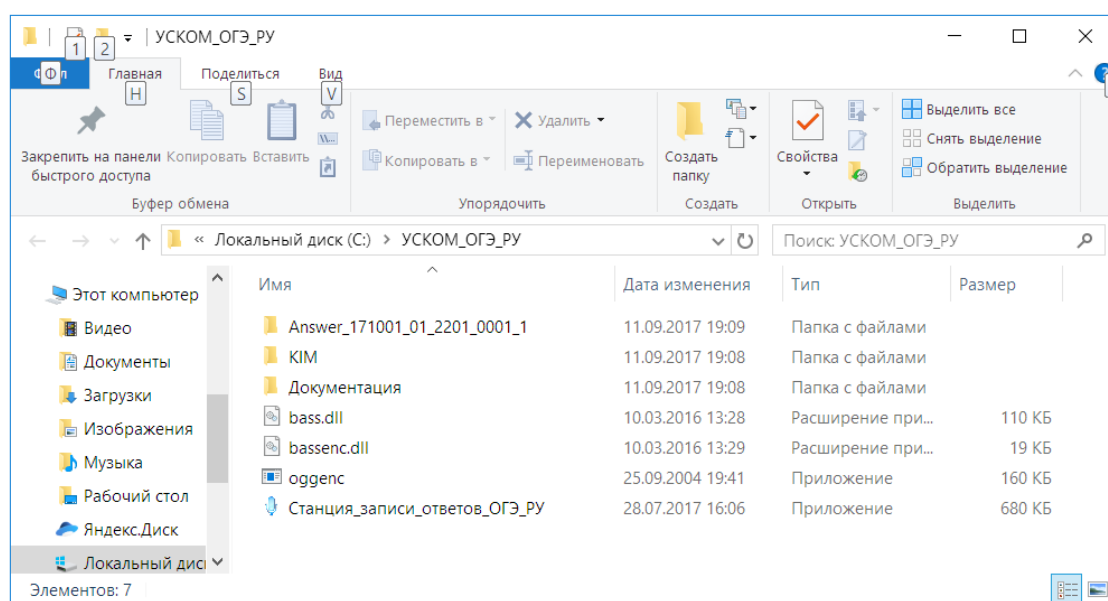 УСКОМ_ОГЭ_РУ
1 2
Ф Главная Поделиться Вид
H S V
Закрепить на панели быстрого доступа
Копировать Вставить
Переместить в
Копировать в
Удалить
Переименовать
Создать папку
Свойства
Выделить все
Снять выделение
Обратить выделение
Буфер обмена Упорядочить Создать Открыть Выделить
« Локальный диск (C:) > УСКОМ_ОГЭ_РУ Поиск: УСКОМ_ОГЭ_РУ
Имя Дата изменения Тип Размер
Этот компьютер
Видео
Документы
Загрузки
Изображения
Музыка
Рабочий стол
Яндекс.Диск
Локальный дис
Answer_171001_01_2201_0001_1 11.09.2017 19:09 Папка с файлами
KIM 11.09.2017 19:08 Папка с файлами
Документация 11.09.2017 19:08 Папка с файлами
bass.dll 10.03.2016 13:28 Расширение при... 110 КБ
bassenc.dll 10.03.2016 13:29 Расширение при... 19 КБ
oggenc 25.09.2004 19:41 Приложение 160 КБ
Станция_записи_ответов_ОГЭ_РУ 28.07.2017 16:06 Приложение 680 КБ
Элементов: 7